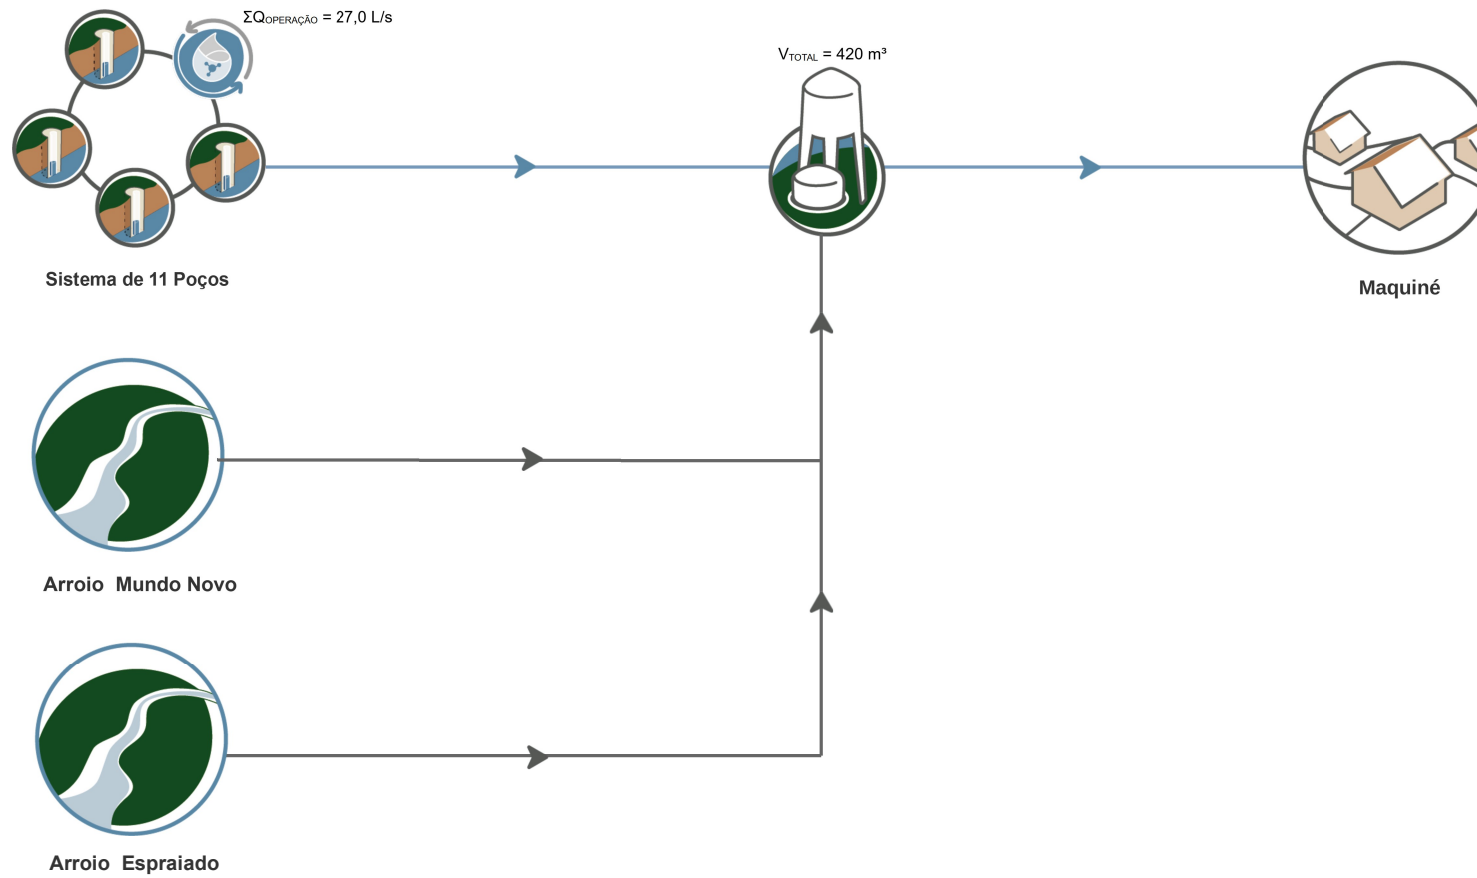 ΣQOPERAÇÃO = 27,0 L/s
VTOTAL = 420 m³
Sistema de 11 Poços
Maquiné
Arroio Mundo Novo
Arroio Espraiado